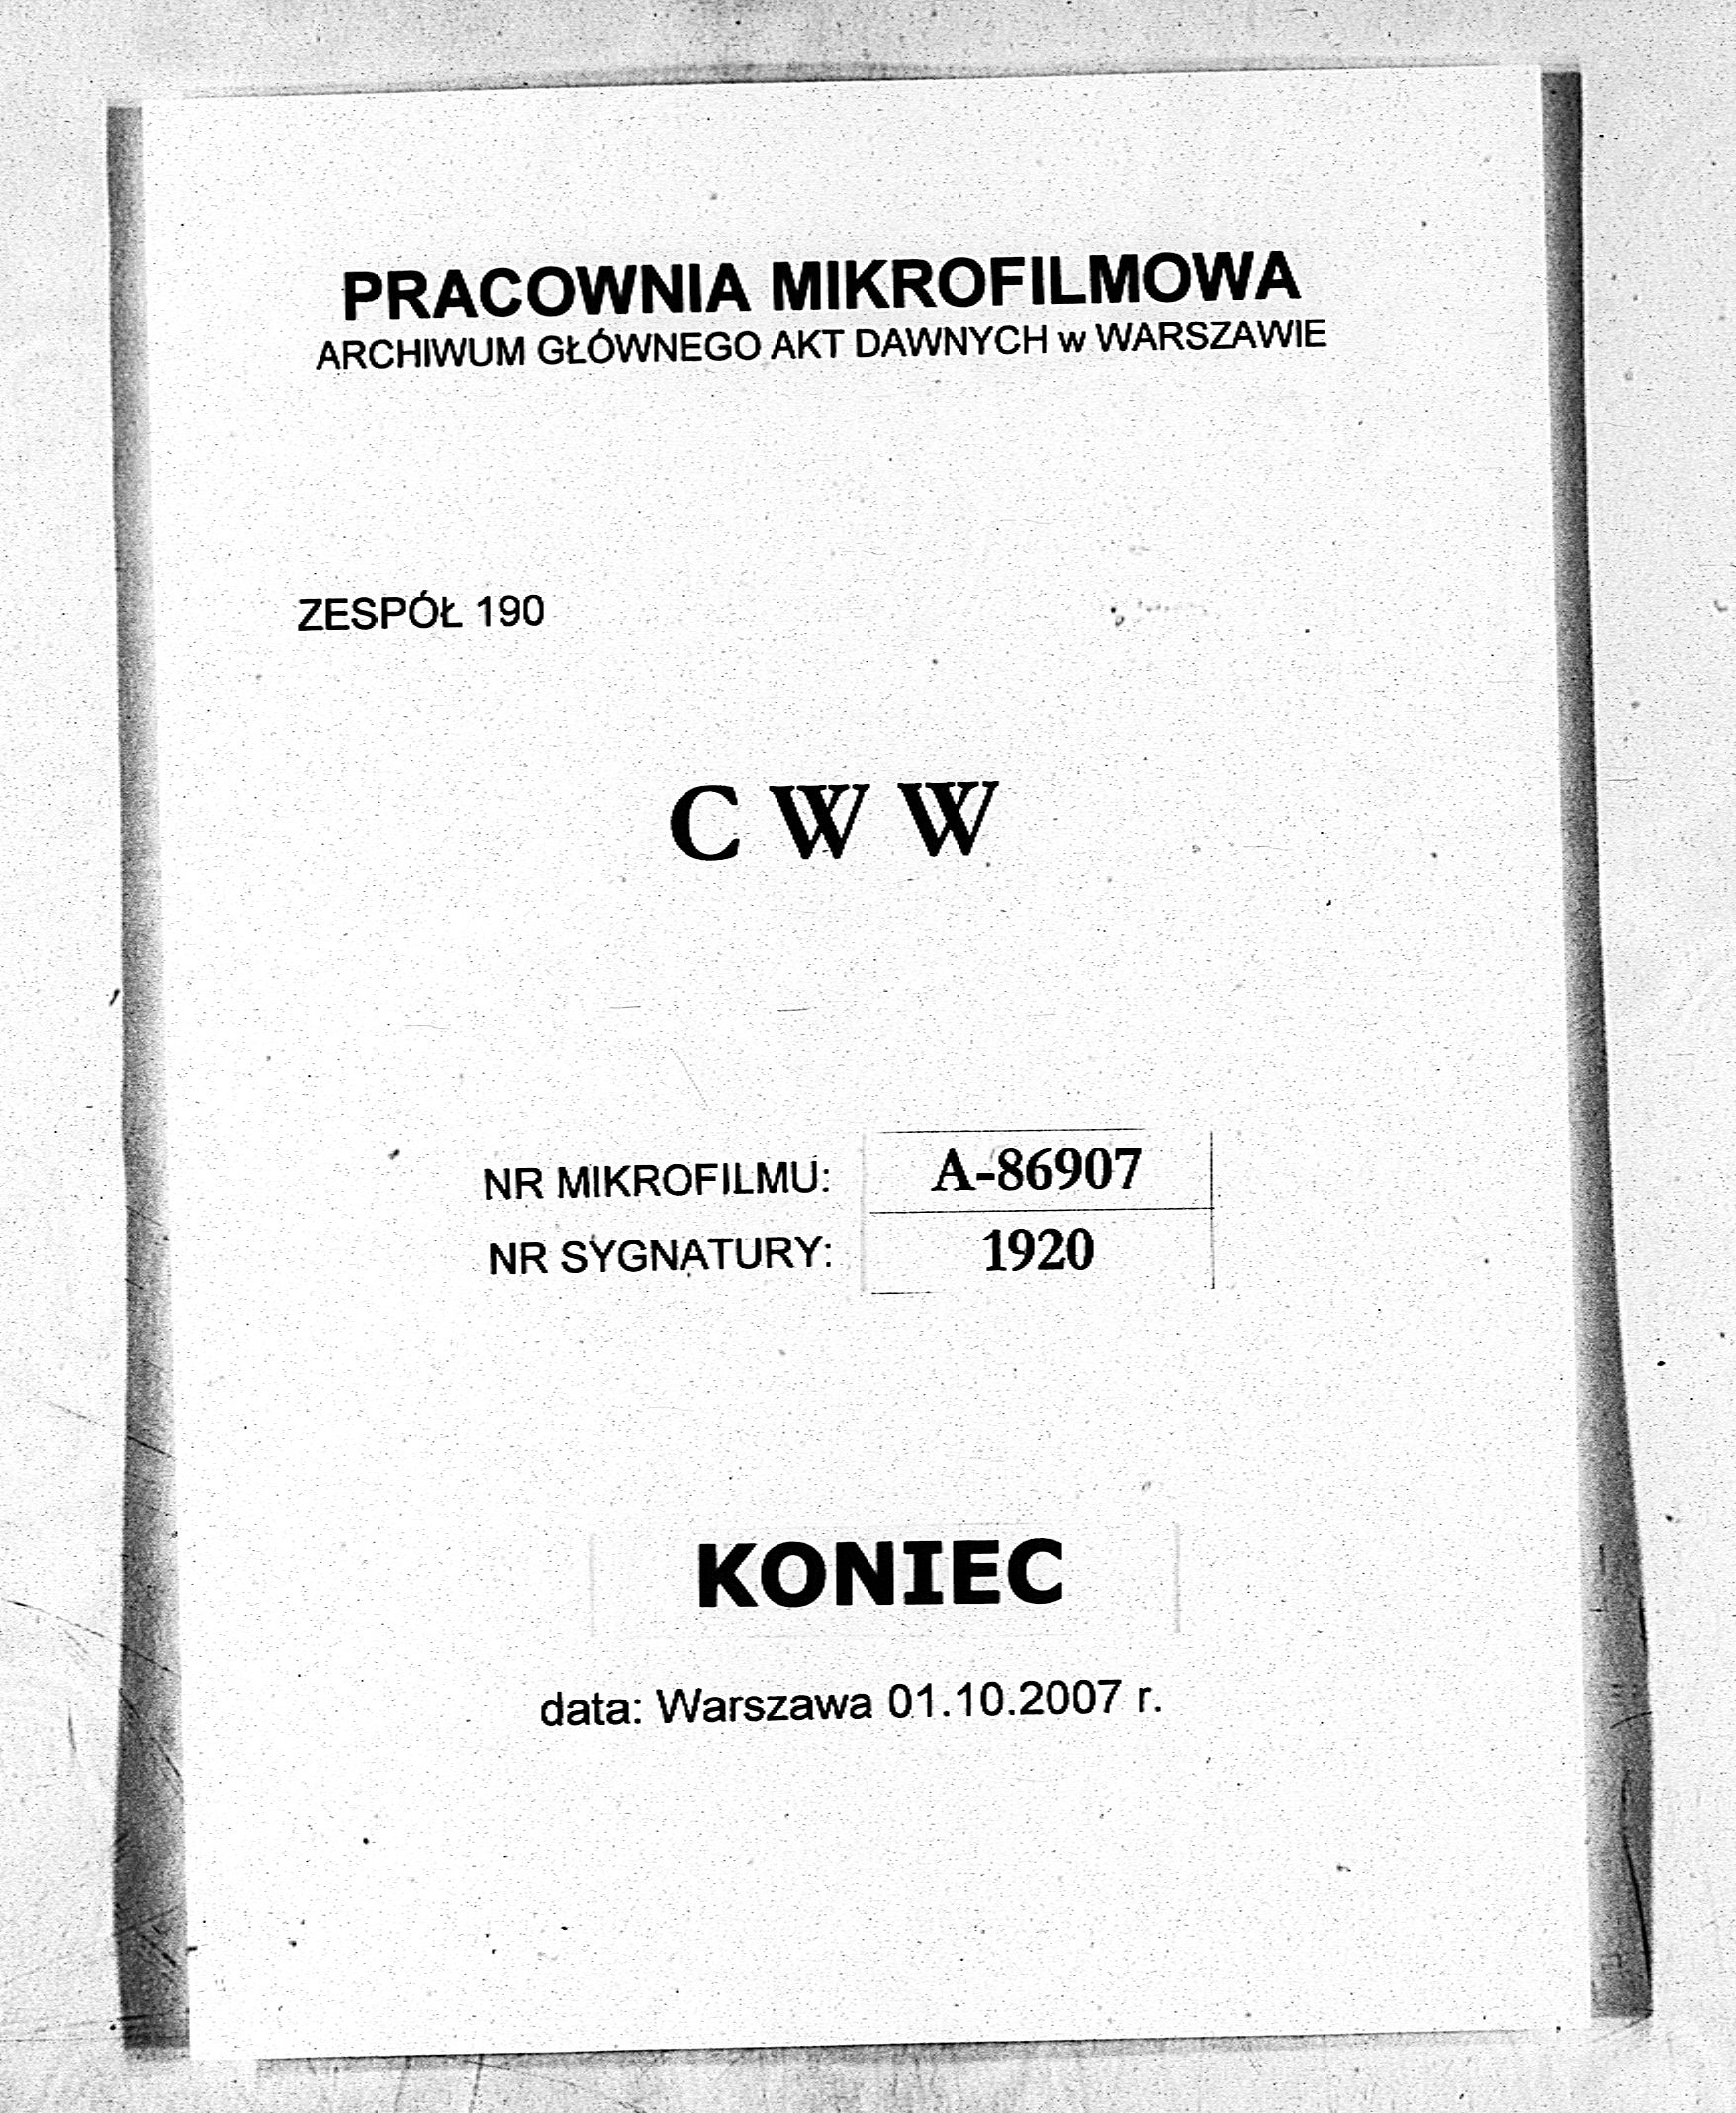 PRACOWNIA MIKROFILMOWA
ARCHIWUM GŁÓWNEGO AKT DAWNYCH w WARSZAWIE
ZESPÓŁ 190
C W W
NR MIKROFILMU: A-86907
NR SYGNATURY: 1920
KONIEC
data: Warszawa 01.10.2007 r.